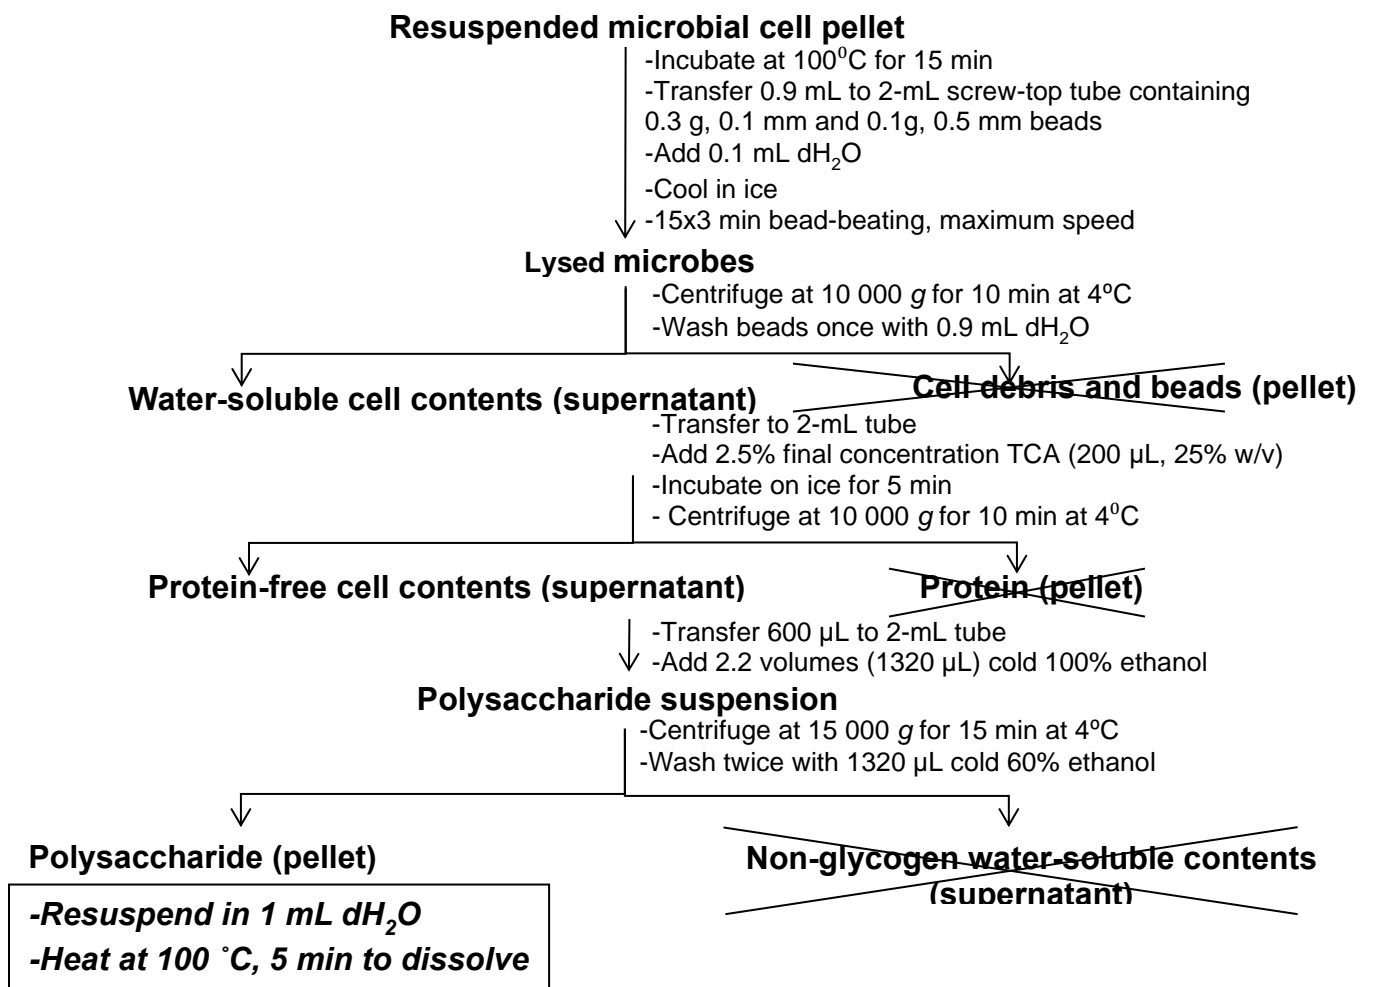 Resuspended microbial cell pellet
-Incubate at 100⁰C for 15 min
-Transfer 0.9 mL to 2-mL screw-top tube containing
0.3 g, 0.1 mm and 0.1g, 0.5 mm beads
-Add 0.1 mL dH₂O
-Cool in ice
-15x3 min bead-beating, maximum speed
Lysed microbes
-Centrifuge at 10 000 g for 10 min at 4ºC
-Wash beads once with 0.9 mL dH₂O
Water-soluble cell contents (supernatant)
Cell debris and beads (pellet)
-Transfer to 2-mL tube
-Add 2.5% final concentration TCA (200 µL, 25% w/v)
-Incubate on ice for 5 min
- Centrifuge at 10 000 g for 10 min at 4⁰C
Protein-free cell contents (supernatant)
Protein (pellet)
-Transfer 600 µL to 2-mL tube
-Add 2.2 volumes (1320 µL) cold 100% ethanol
Polysaccharide suspension
-Centrifuge at 15 000 g for 15 min at 4ºC
-Wash twice with 1320 µL cold 60% ethanol
Polysaccharide (pellet)
Non-glycogen water-soluble contents
(supernatant)
-Resuspend in 1 mL dH₂O
-Heat at 100 ˚C, 5 min to dissolve